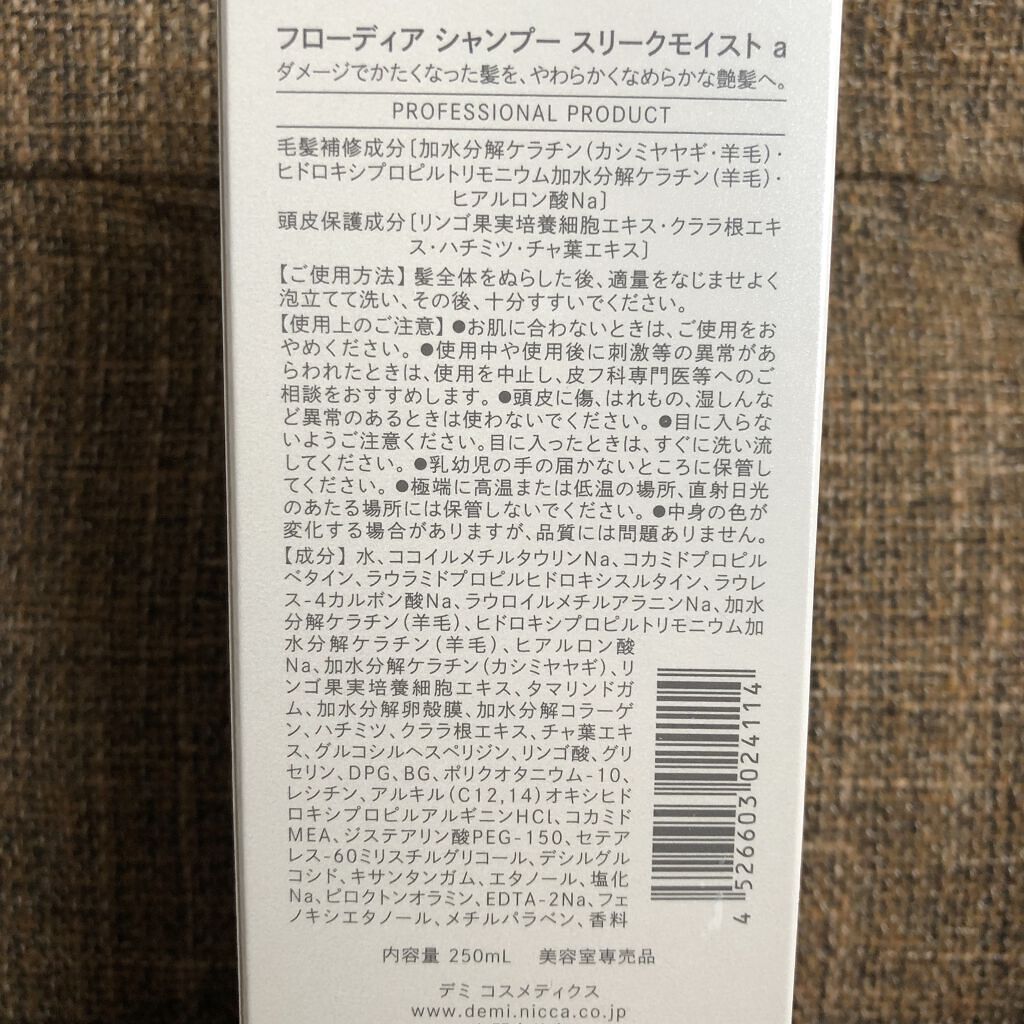 フローディア シャンプー スリークモイスト a
ダメージでかたくなった髪を、やわらかくなめらかな艶髪へ。
PROFESSIONAL PRODUCT
毛髪補修成分〔加水分解ケラチン(カシミヤヤギ・羊毛)・
ヒドロキシプロピルトリモニウム加水分解ケラチン(羊毛)・
ヒアルロン酸Na〕
頭皮保護成分〔リンゴ果実培養細胞エキス・クララ根エキ
ス・ハチミツ・チャ葉エキス〕
【ご使用方法】髪全体をぬらした後、適量をなじませよく
泡立てて洗い、その後、十分すすいでください。
【使用上のご注意】●お肌に合わないときは、ご使用をお
やめください。●使用中や使用後に刺激等の異常があ
らわれたときは、使用を中止し、皮フ科専門医等へのご
相談をおすすめします。●頭皮に傷、はれもの、湿しんな
ど異常のあるときは使わないでください。●目に入らな
いようご注意ください。目に入ったときは、すぐに洗い流
してください。●乳幼児の手の届かないところに保管し
てください。●極端に高温または低温の場所、直射日光
のあたる場所には保管しないでください。●中身の色が
変化する場合がありますが、品質には問題ありません。
【成分】水、ココイルメチルタウリンNa、コカミドプロピル
ベタイン、ラウラミドプロピルヒドロキシスルタイン、ラウレ
ス-4カルボン酸Na、ラウロイルメチルアラニンNa、加水
分解ケラチン(羊毛)、ヒドロキシプロピルトリモニウム加
水分解ケラチン(羊毛)、ヒアルロン酸
Na、加水分解ケラチン(カシミヤヤギ)、リ
ンゴ果実培養細胞エキス、タマリンドガ
ム、加水分解卵殻膜、加水分解コラーゲ
ン、ハチミツ、クララ根エキス、チャ葉エキ
ス、グルコシルヘスペリジン、リンゴ酸、グリ
セリン、DPG、BG、ポリクオタニウム-10、
レシチン、アルキル(C12,14)オキシヒド
ロキシプロピルアルギニンHCl、コカミド
MEA、ジステアリン酸PEG-150、セテア
レス-60ミリスチルグリコール、デシルグル
コシド、キサンタンガム、エタノール、塩化
Na、ピロクトンオラミン、EDTA-2Na、フェ
ノキシエタノール、メチルパラベン、香料
4 526603 024114
内容量 250mL 美容室専売品
デミ コスメティクス
www.demi.nicca.co.jp